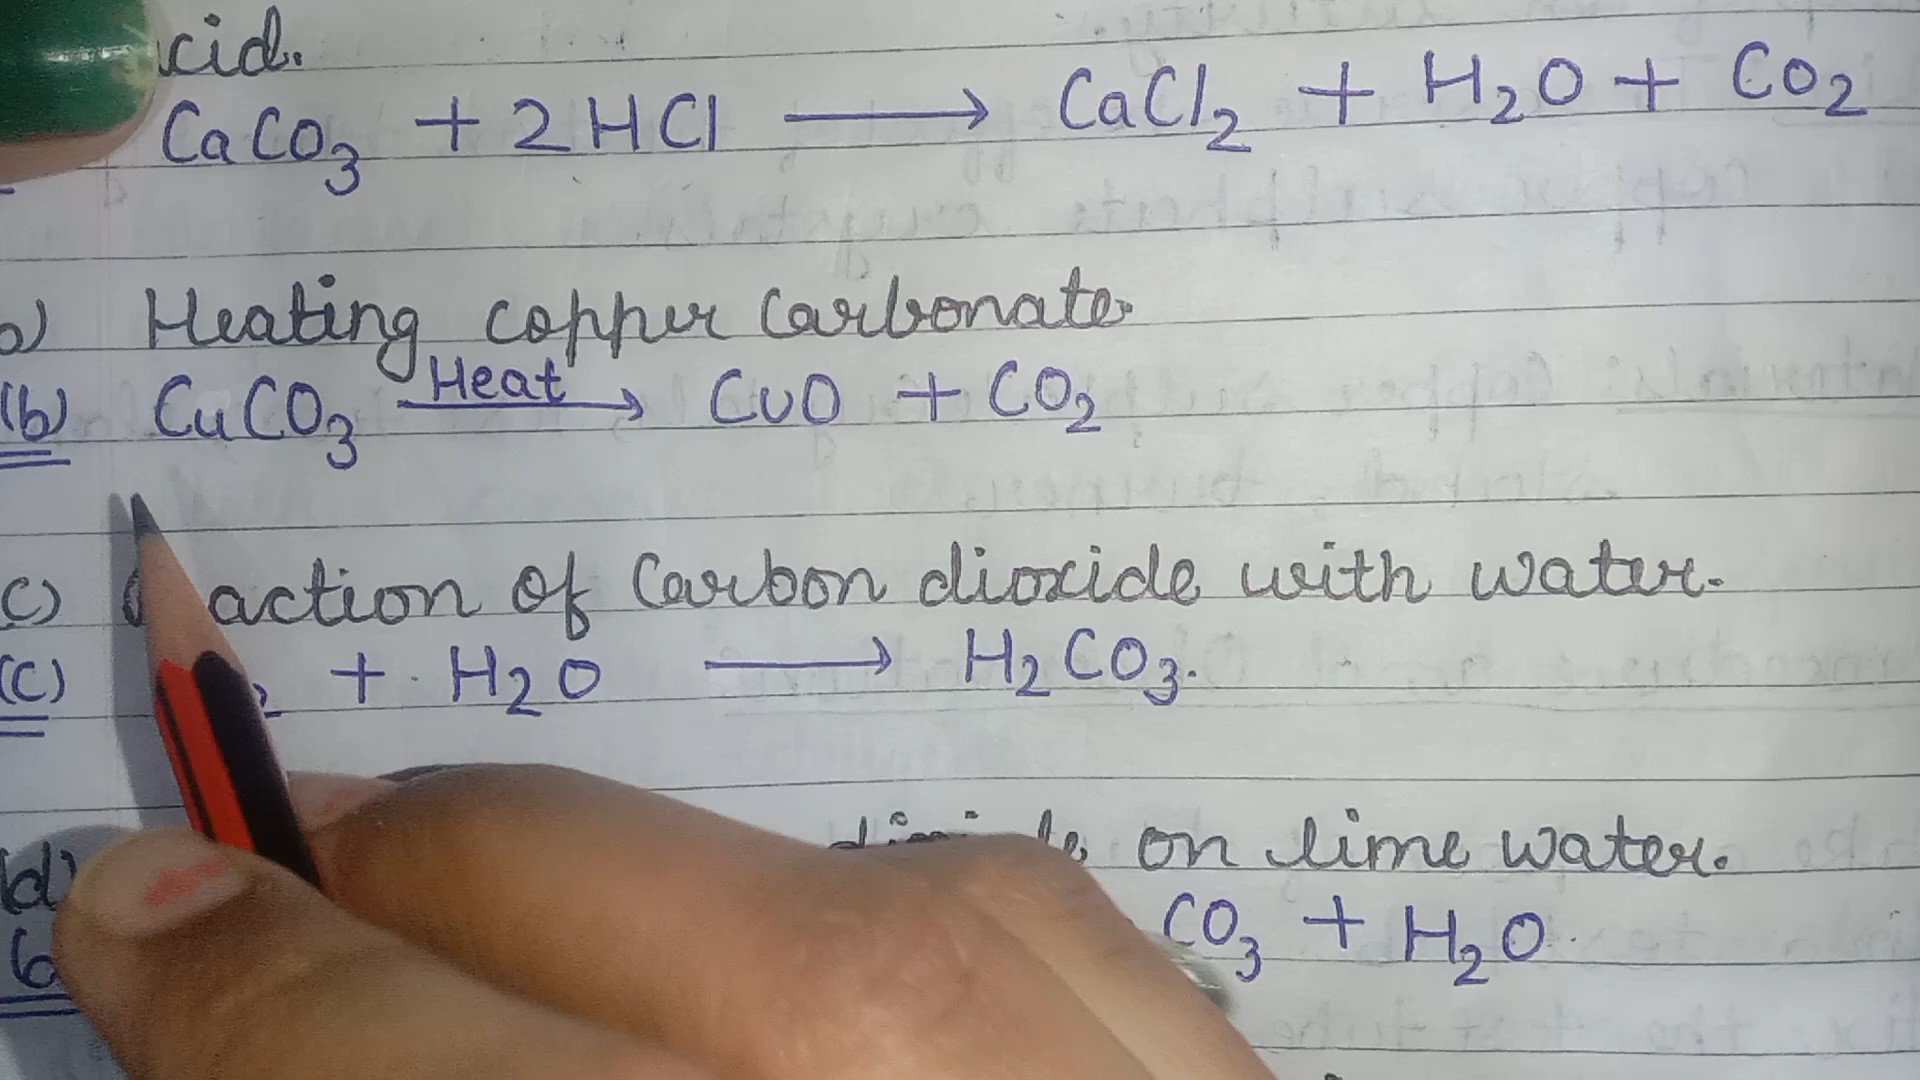 cid.
CaCO3 + 2HCl ⟶ CaCl2 + H2O + CO2
Heating copper carbonate.
(b) CuCO3 Heat⟶ CuO + CO2
c) action of carbon dioxide with water.
(c) 2 + H2O ⟶ H2CO3.
(d) on lime water.
CO3 + H2O